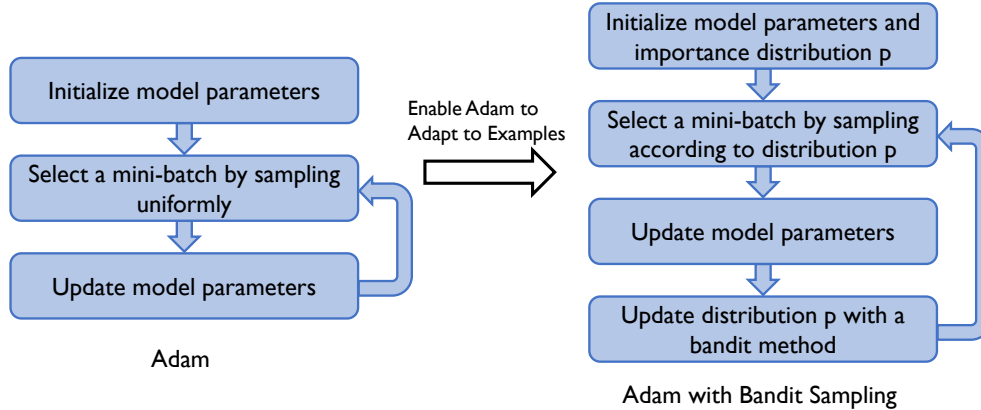 Initialize model parameters
Select a mini-batch by sampling
uniformly
Update model parameters
Adam
Enable Adam to
Adapt to Examples
Initialize model parameters and
importance distribution p
Select a mini-batch by sampling
according to distribution p
Update model parameters
Update distribution p with a
bandit method
Adam with Bandit Sampling